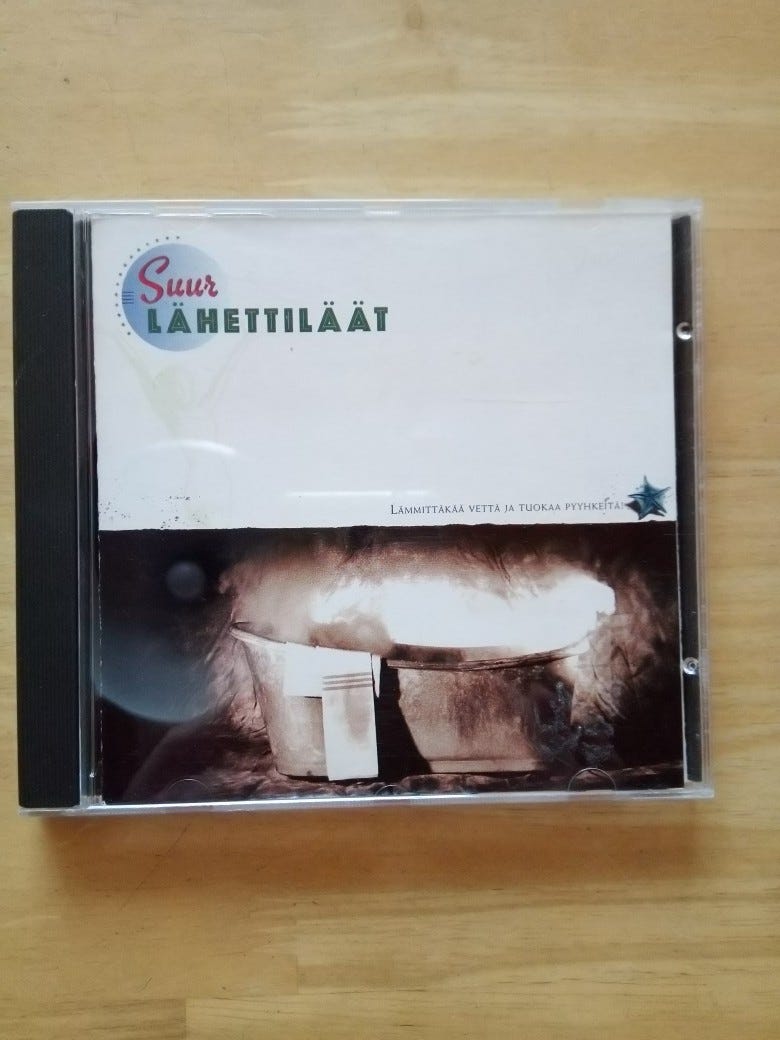 Suur
LÄHETTILÄÄT
LÄMMITTÄKÄÄ VETTÄ JA TUOKAA PYYHKEITÄ!